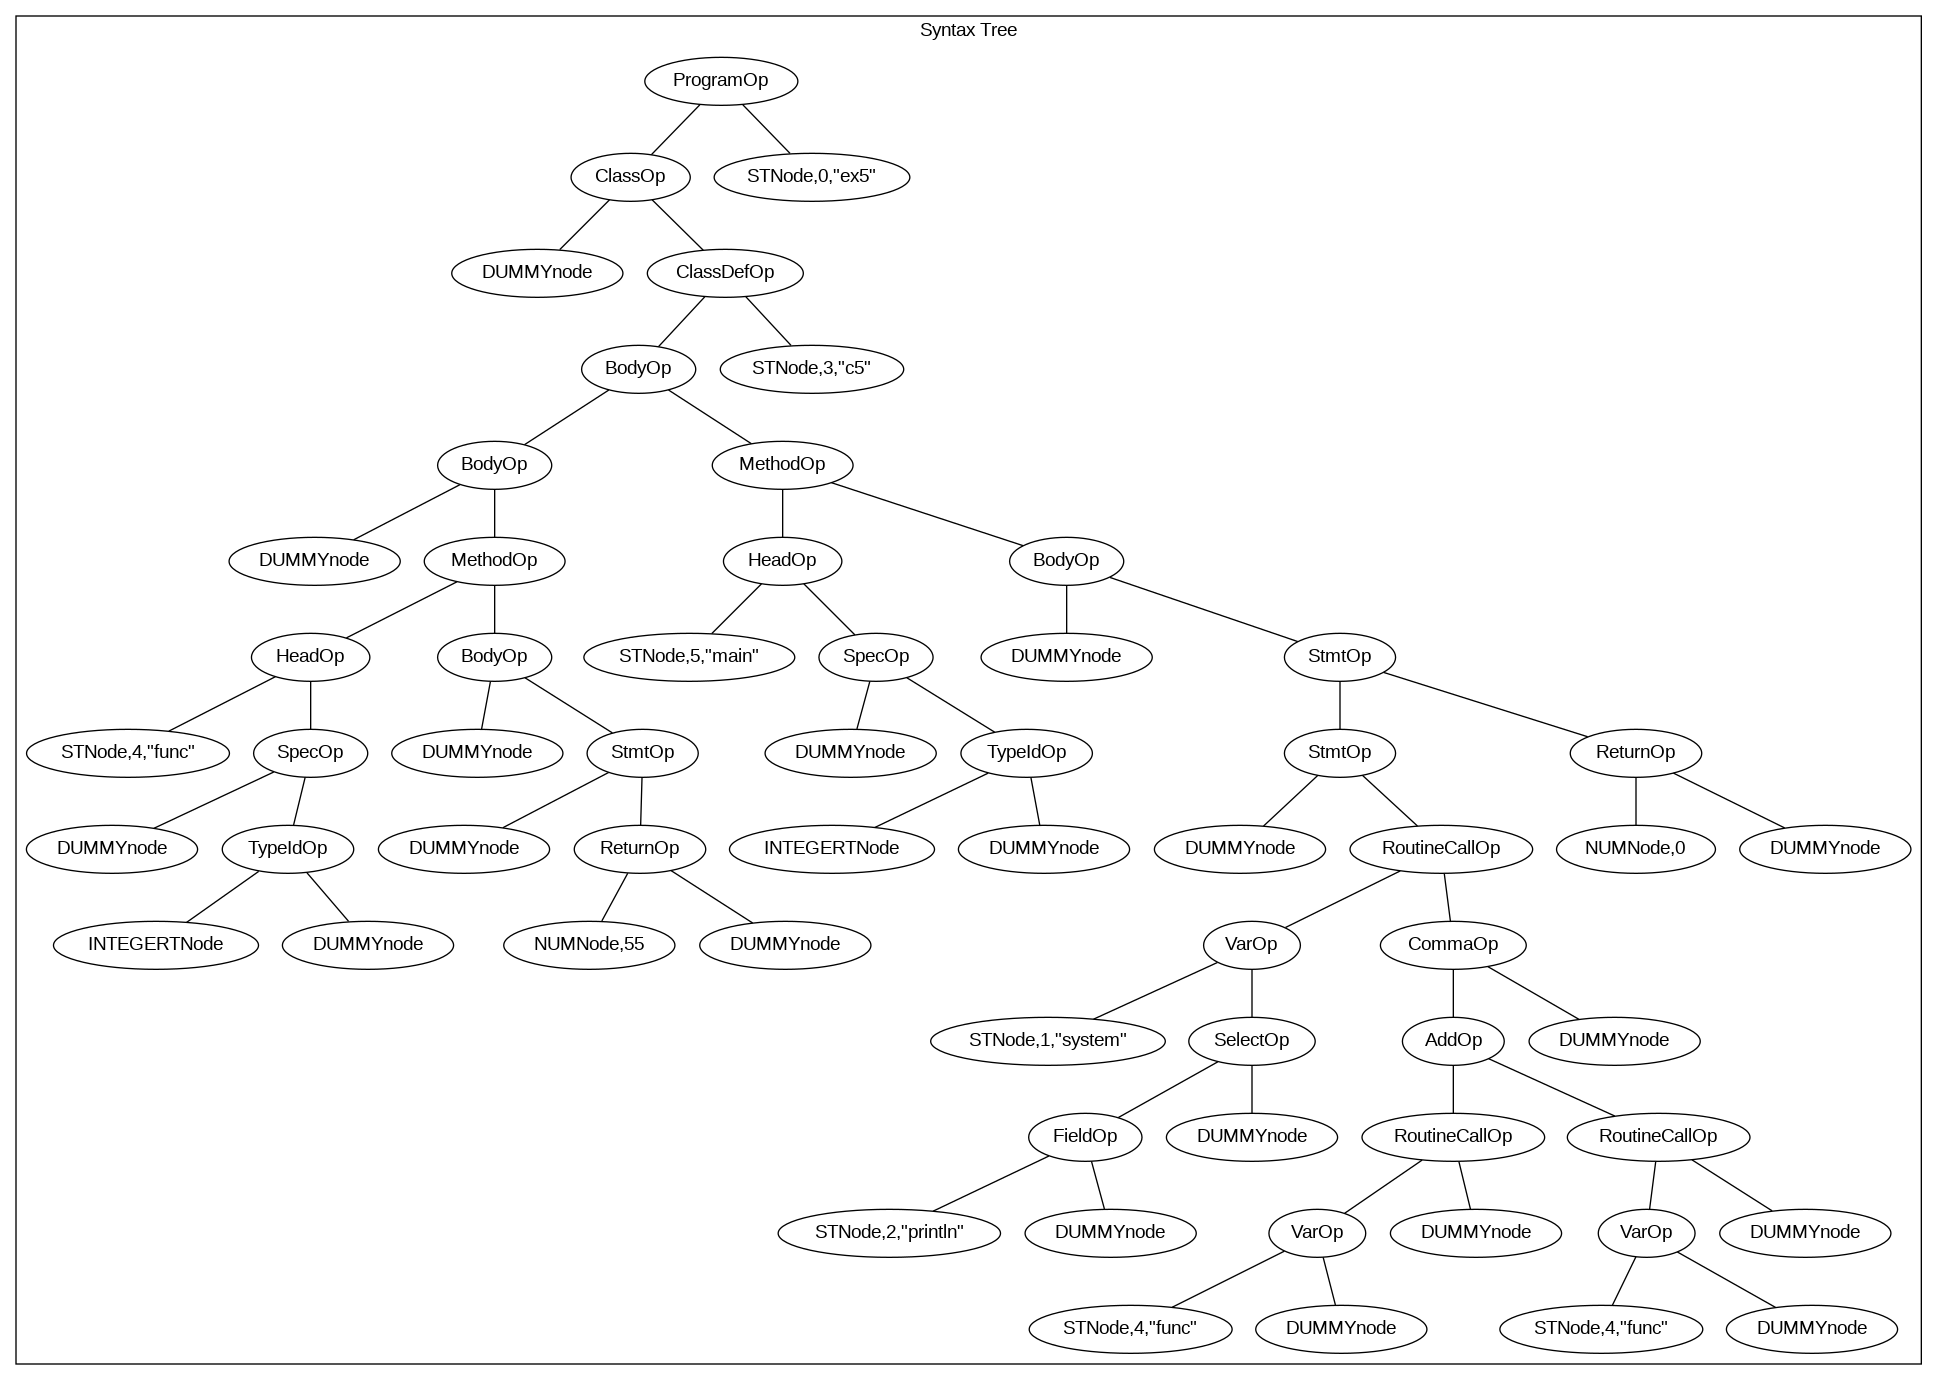 Syntax Tree
ProgramOp
ClassOp
STNode,0,"ex5"
DUMMYnode
ClassDefOp
BodyOp
STNode,3,"c5"
BodyOp
MethodOp
DUMMYnode
MethodOp
HeadOp
BodyOp
HeadOp
BodyOp
STNode,5,"main"
SpecOp
DUMMYnode
StmtOp
STNode,4,"func"
SpecOp
DUMMYnode
StmtOp
DUMMYnode
TypeIdOp
StmtOp
ReturnOp
DUMMYnode
TypeIdOp
DUMMYnode
ReturnOp
INTEGERTNode
DUMMYnode
DUMMYnode
RoutineCallOp
NUMNode,0
DUMMYnode
INTEGERTNode
DUMMYnode
NUMNode,55
DUMMYnode
VarOp
CommaOp
STNode,1,"system"
SelectOp
AddOp
DUMMYnode
FieldOp
DUMMYnode
RoutineCallOp
RoutineCallOp
STNode,2,"println"
DUMMYnode
VarOp
DUMMYnode
VarOp
DUMMYnode
STNode,4,"func"
DUMMYnode
STNode,4,"func"
DUMMYnode